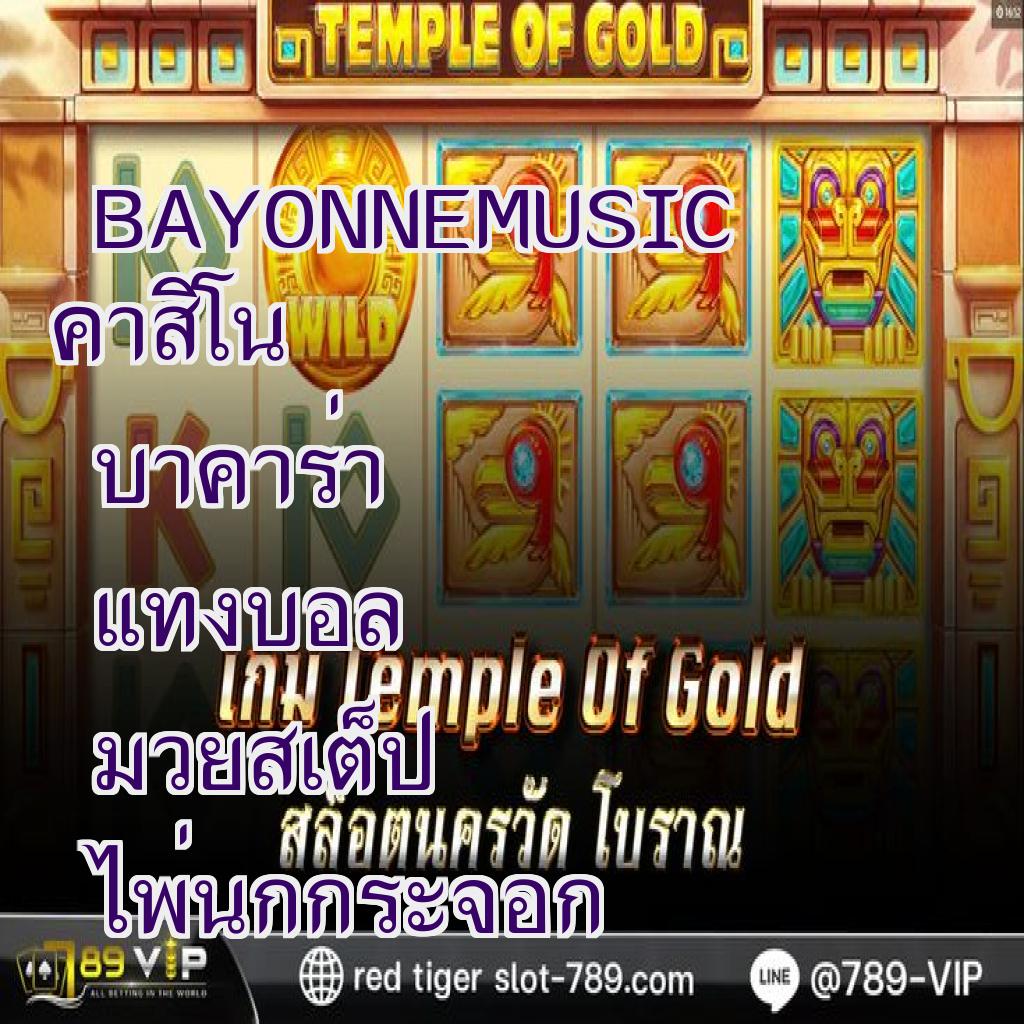 TEMPLE OF GOLD
BAYONNEMUSIC
คาสิโน
WILD
บาคาร่า
K
แทงบอล
เกม Temple Of Gold
มวยสเต็ป
สล็อตนครวัด โบราณ
ไพ่นกกระจอก
789 VIP
ALL BETTING IN THE WORLD
red tiger slot-789.com
LINE @789-VIP